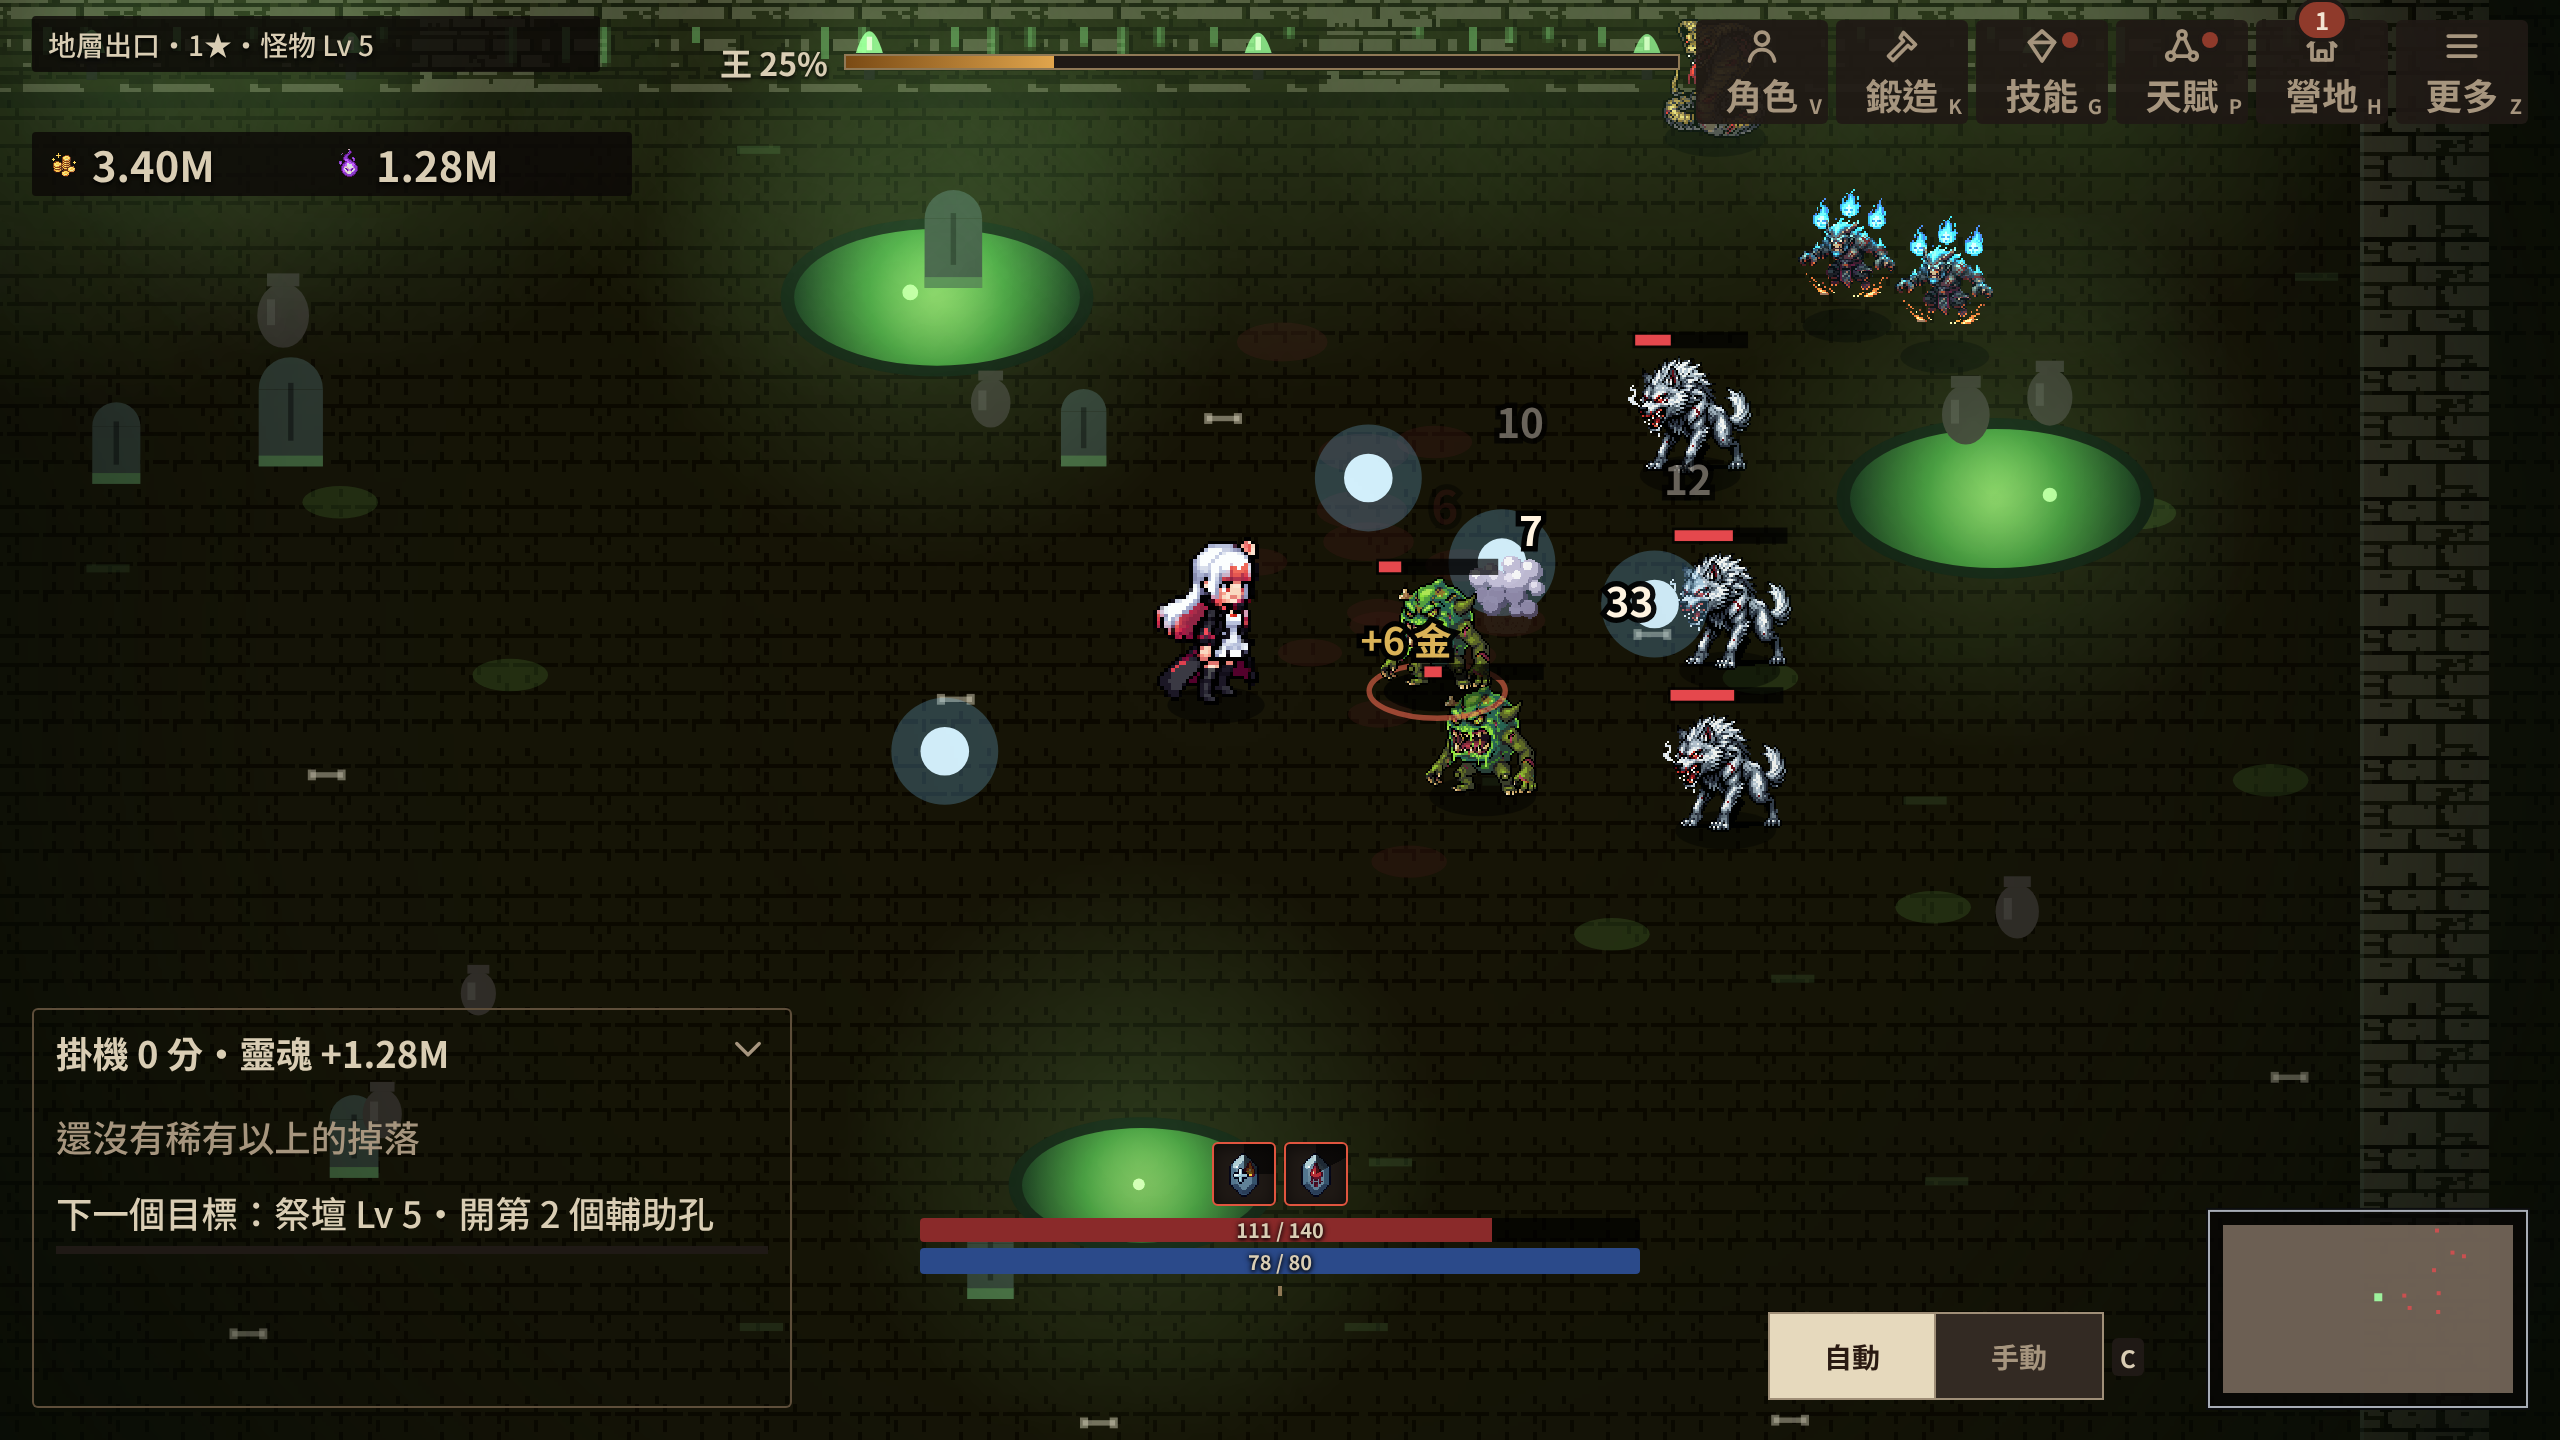 地層出口・1★・怪物 Lv 5
王 25%
角色 V
鍛造 K
技能 G
天賦 P
1
營地 H
更多 Z
3.40M
1.28M
10
12
6
7
33
+6 金
掛機 0 分・靈魂 +1.28M
還沒有稀有以上的掉落
下一個目標：祭壇 Lv 5・開第 2 個輔助孔
111 / 140
78 / 80
自動
手動
C